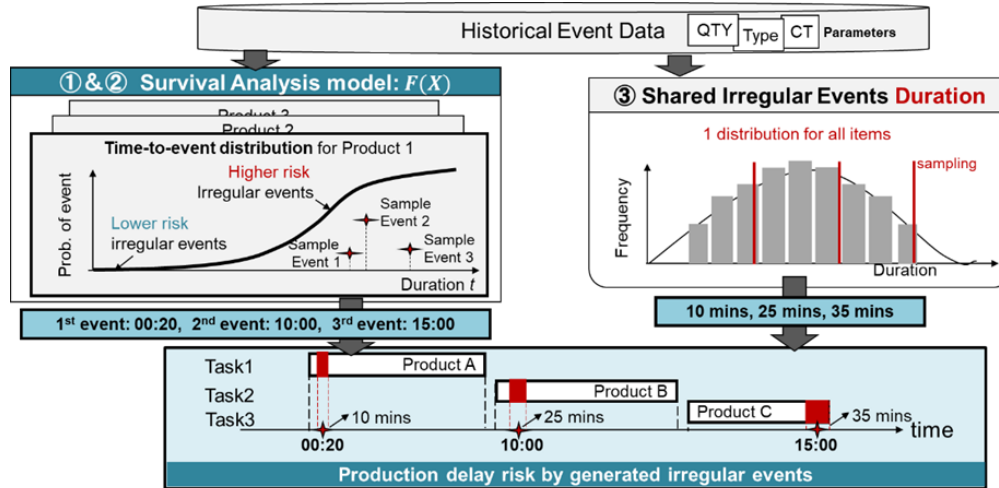 Historical Event Data
QTY
Type
CT
Parameters
①&② Survival Analysis model: F(X)
Product 3
Product 2
Time-to-event distribution for Product 1
Higher risk
Irregular events
Lower risk
irregular events
Prob. of event
Sample
Event 1
Sample
Event 2
Sample
Event 3
Duration t
③ Shared Irregular Events Duration
1 distribution for all items
sampling
Frequency
Duration
1st event: 00:20, 2nd event: 10:00, 3rd event: 15:00
10 mins, 25 mins, 35 mins
Task1
Product A
Task2
Product B
Task3
Product C
10 mins
25 mins
35 mins
00:20
10:00
15:00
time
Production delay risk by generated irregular events